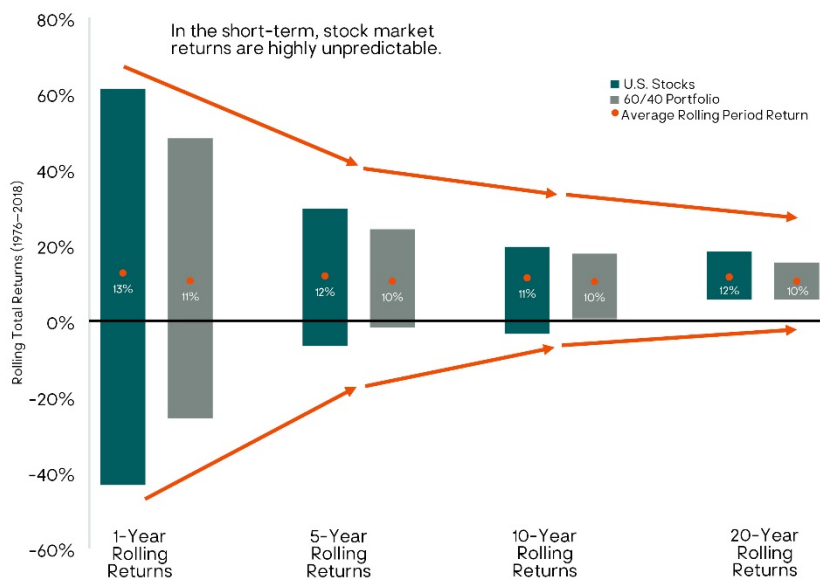 80%
In the short-term, stock market
returns are highly unpredictable.
U.S. Stocks
60/40 Portfolio
Average Rolling Period Return
60%
40%
20%
0%
-20%
-40%
-60%
Rolling Total Returns (1976–2018)
13%
11%
12%
10%
11%
10%
12%
10%
1-Year
Rolling
Returns
5-Year
Rolling
Returns
10-Year
Rolling
Returns
20-Year
Rolling
Returns